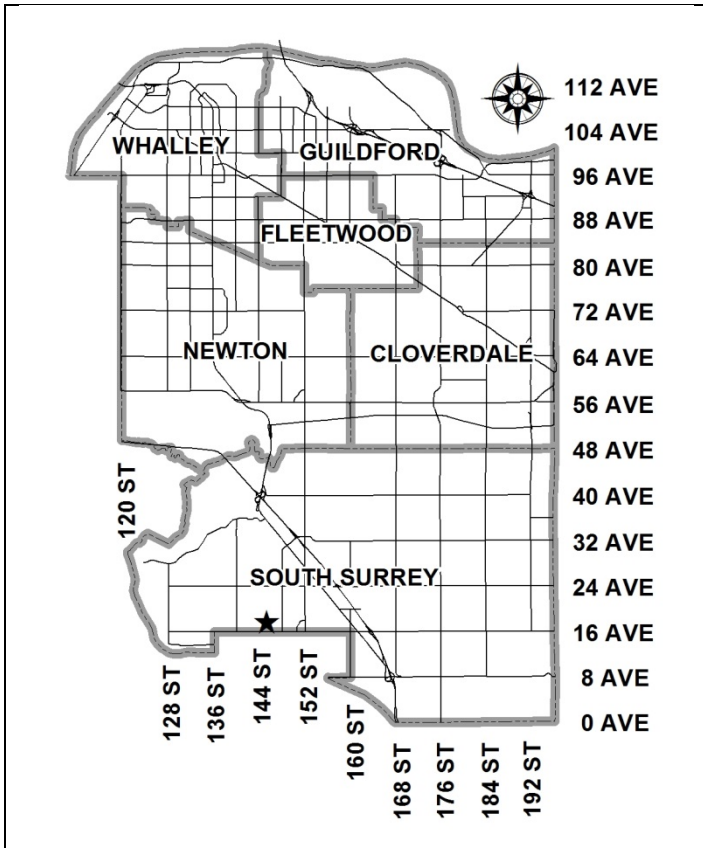 112 AVE
104 AVE
WHALLEY
GUILDFORD
96 AVE
88 AVE
FLEETWOOD
80 AVE
72 AVE
NEWTON
CLOVERDALE
64 AVE
56 AVE
48 AVE
120 ST
40 AVE
32 AVE
SOUTH SURREY
24 AVE
16 AVE
128 ST
136 ST
144 ST
152 ST
160 ST
8 AVE
0 AVE
168 ST
176 ST
184 ST
192 ST